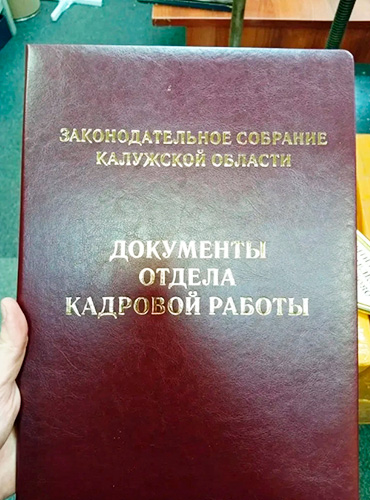 ЗАКОНОДАТЕЛЬНОЕ СОБРАНИЕ
КАЛУЖСКОЙ ОБЛАСТИ
ДОКУМЕНТЫ
ОТДЕЛА
КАДРОВОЙ РАБОТЫ